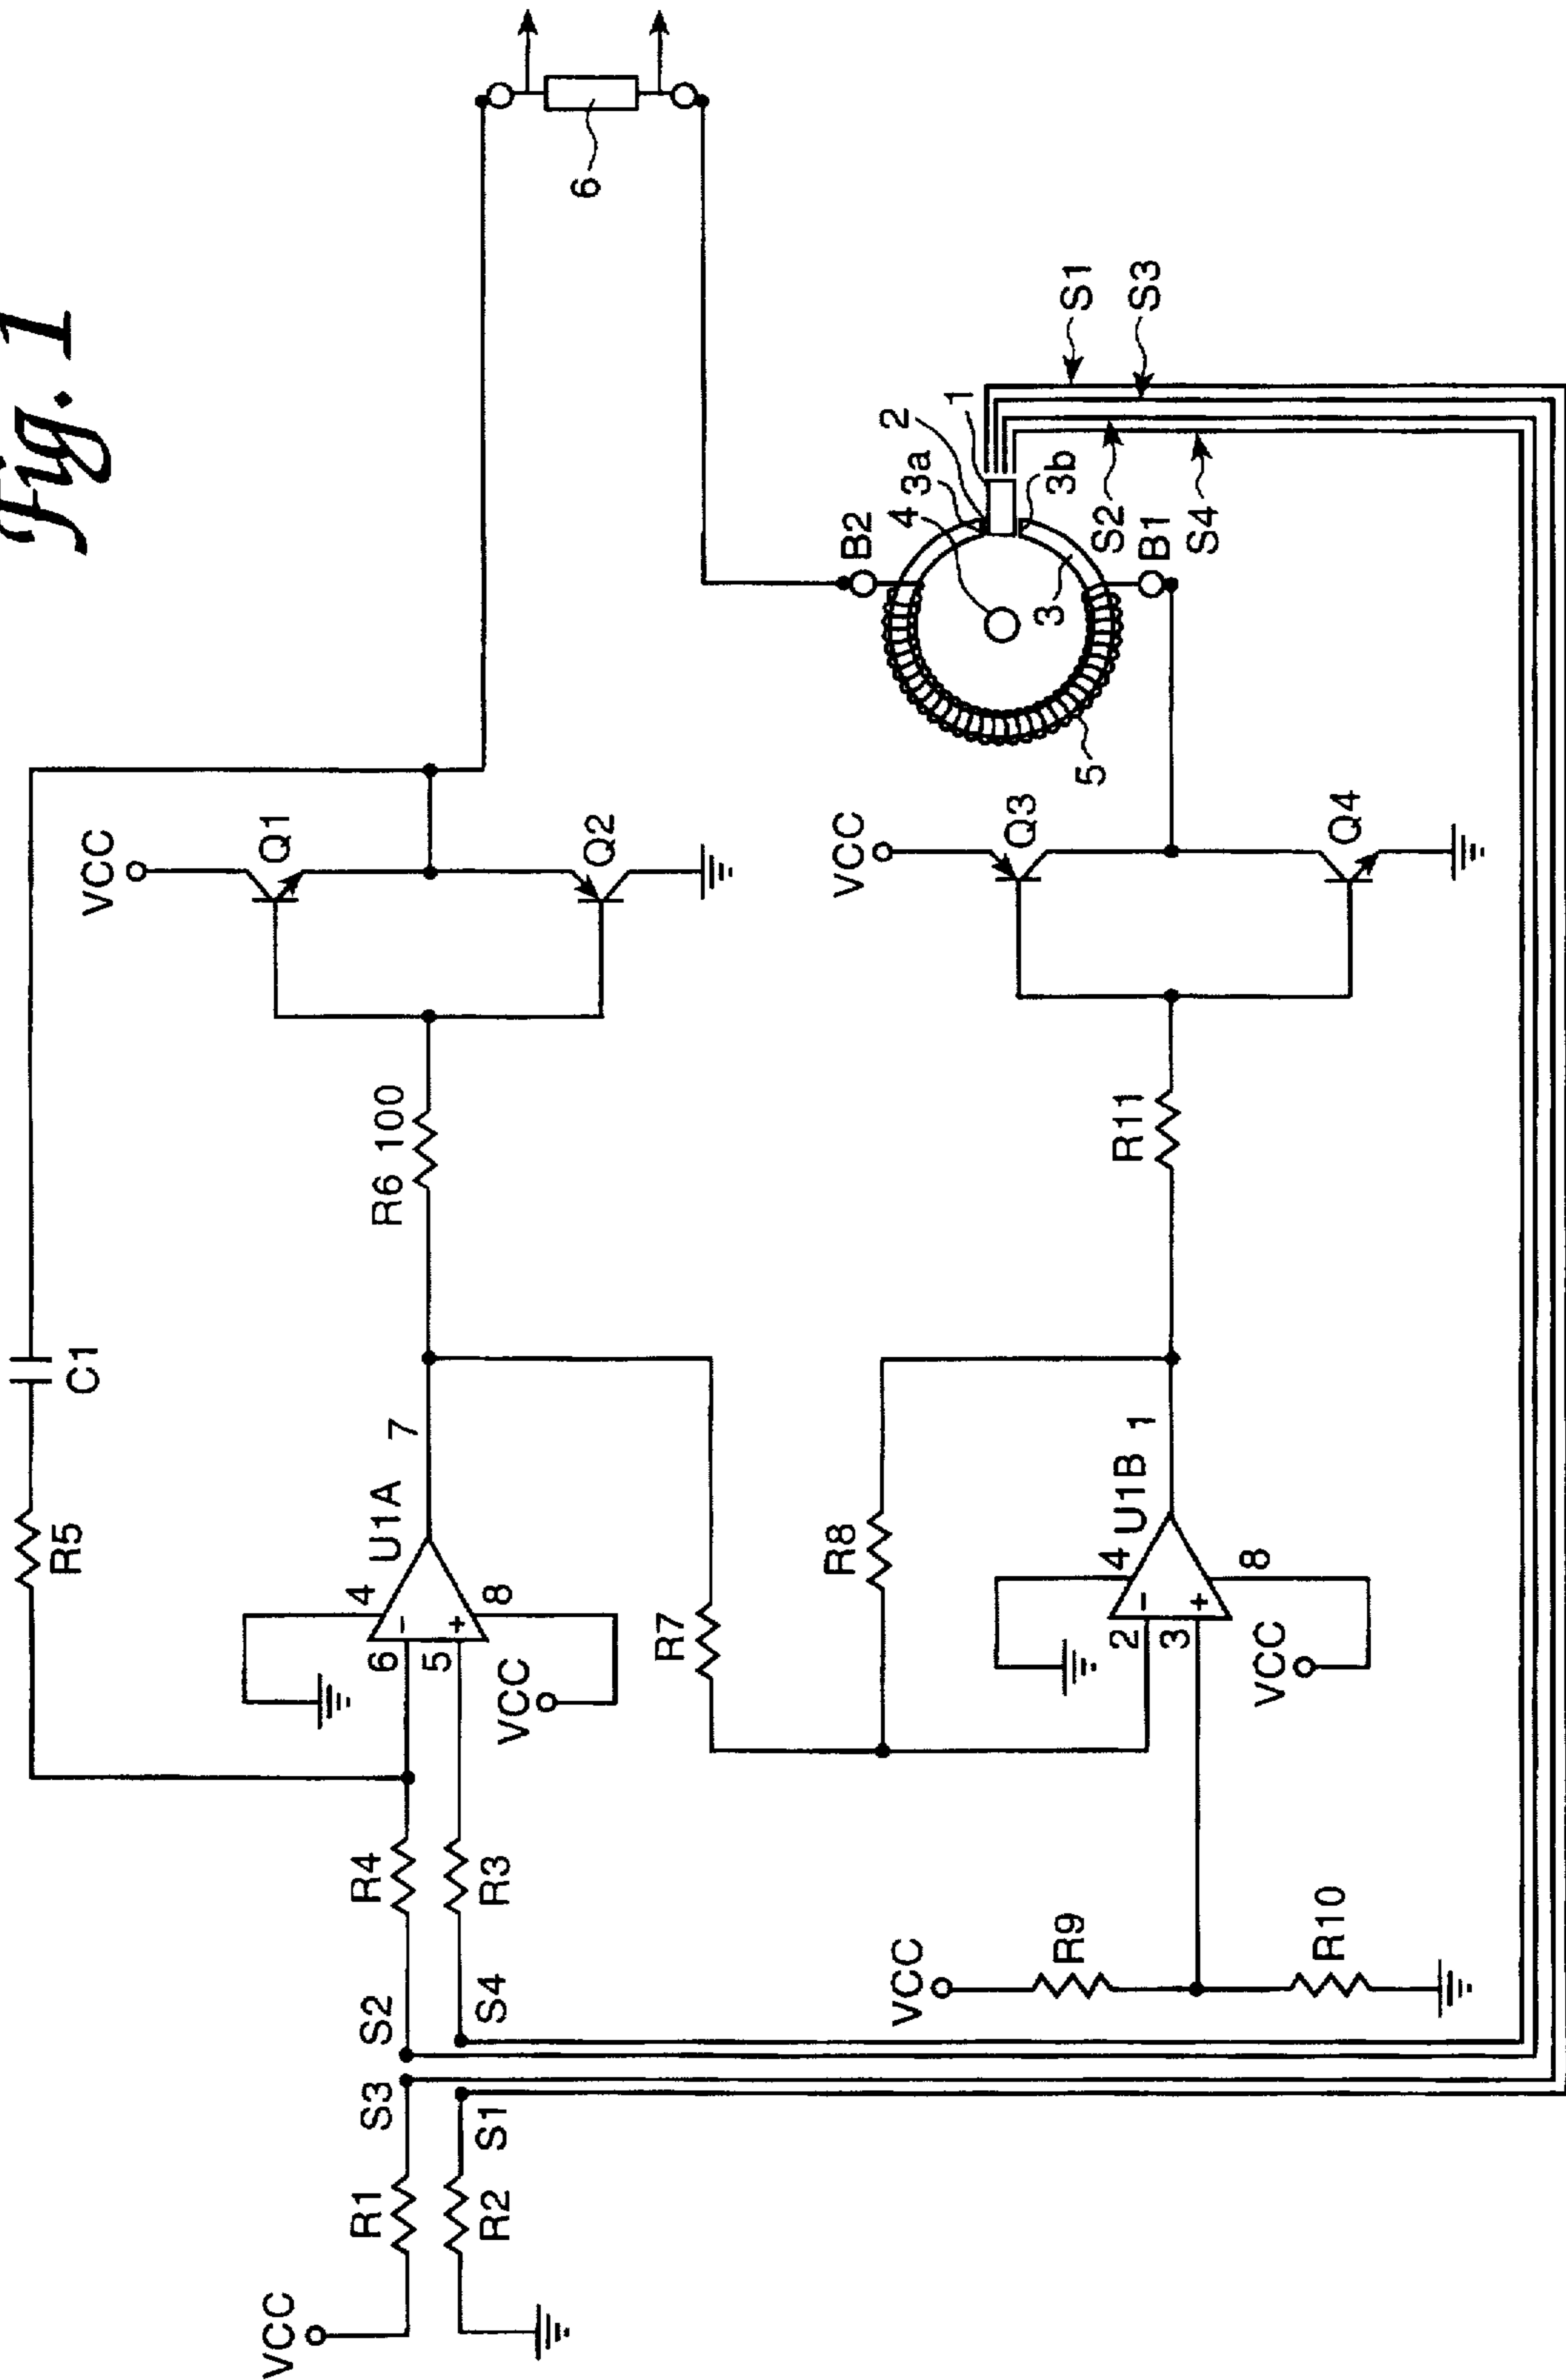 Fig. 1
C1
R5
VCC
Q1
Q2
R6 100
U1A
7
4
6
5
8
VCC
R4
R3
S2
S4
S3
S1
R1
R2
VCC
R7
R8
6
VCC
Q3
Q4
R11
U1B
1
4
2
3
8
VCC
VCC
R9
R10
B2
4
3a
2
1
3b
3
B1
5
S1
S3
S2
S4